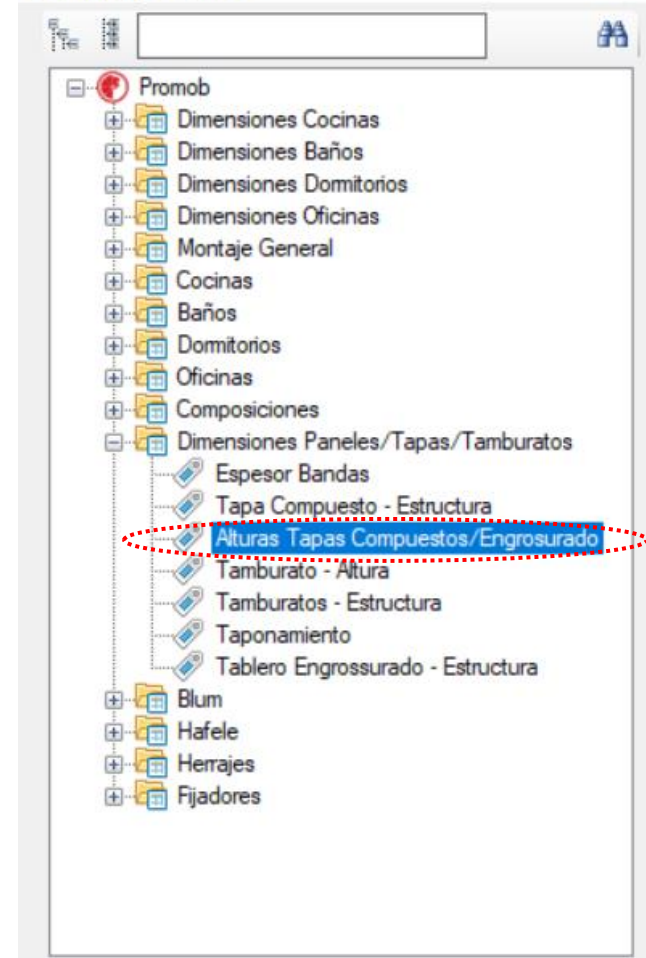 Promob
Dimensiones Cocinas
Dimensiones Baños
Dimensiones Dormitorios
Dimensiones Oficinas
Montaje General
Cocinas
Baños
Dormitorios
Oficinas
Composiciones
Dimensiones Paneles/Tapas/Tamburatos
Espesor Bandas
Tapa Compuesto - Estructura
Alturas Tapas Compuestos/Engrosurado
Tamburato - Altura
Tamburatos - Estructura
Taponamiento
Tablero Engrossurado - Estructura
Blum
Hafele
Herrajes
Fijadores